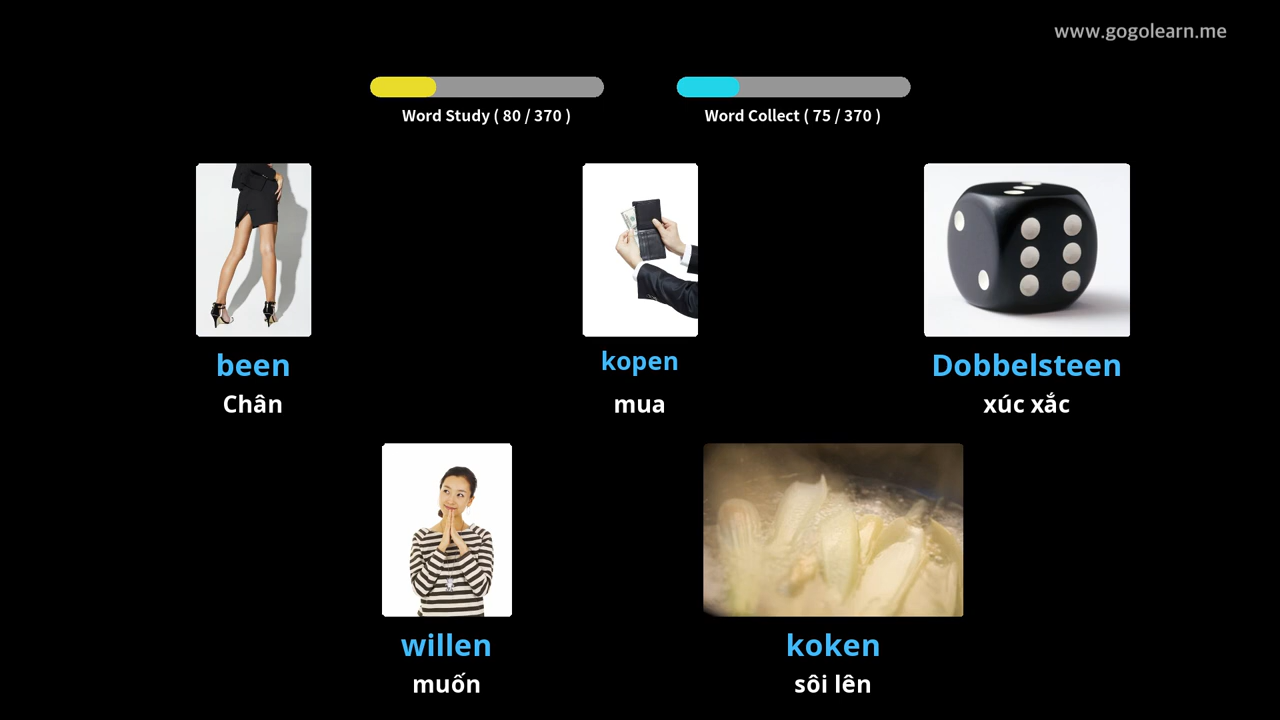 www.gogolearn.me
Word Study ( 80 / 370 )
Word Collect ( 75 / 370 )
been
Chân
kopen
mua
Dobbelsteen
xúc xắc
willen
muốn
koken
sôi lên